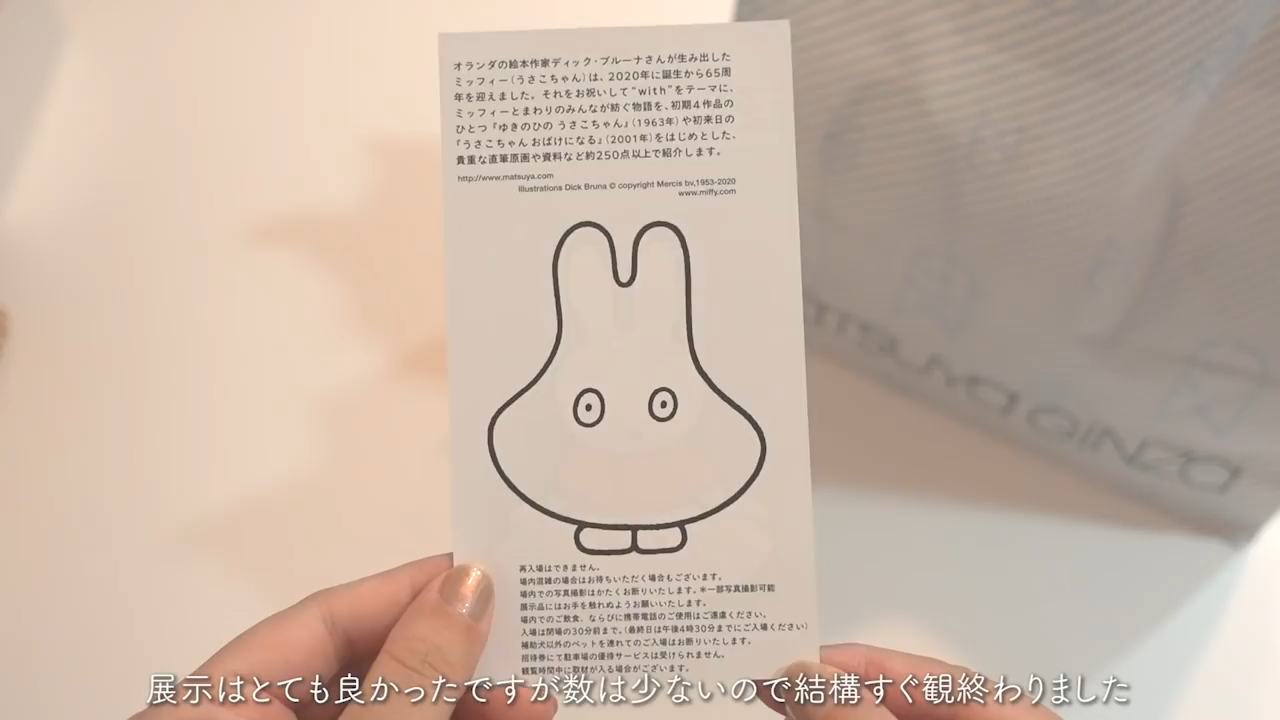 オランダの絵本作家ディック・ブルーナさんが生み出した
ミッフィー(うさこちゃん)は、2020年に誕生から65周
年を迎えました。それをお祝いして“with”をテーマに、
ミッフィーとまわりのみんなが紡ぐ物語を、初期4作品の
ひとつ『ゆきのひの うさこちゃん』(1963年)や初来日の
『うさこちゃん おばけになる』(2001年)をはじめとした、
貴重な直筆原画や資料など約250点以上で紹介します。
http://www.matsuya.com
Illustrations Dick Bruna © copyright Mercis bv,1953-2020
www.miffy.com
GINZA
再入場はできません。
場内混雑の場合はお待ちいただく場合もございます。
場内での写真撮影はかたくお断りいたします。※一部写真撮影可能
展示品にはお手を触れぬようお願いいたします。
場内でのご飲食、ならびに携帯電話のご使用はご遠慮ください。
入場は閉場の30分前まで。(最終日は午後4時30分までにご入場ください)
補助犬以外のペットを連れてのご入場はお断りいたします。
招待券にて駐車場の優待サービスは受けられません。
観覧時間中に取材が入る場合がございます。
展示はとても良かったですが数は少ないので結構すぐ観終わりました